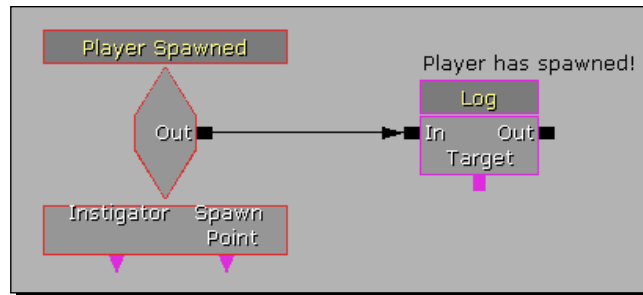 Player Spawned
Player has spawned!
Log
Out
In Out
Target
Instigator Spawn
Point